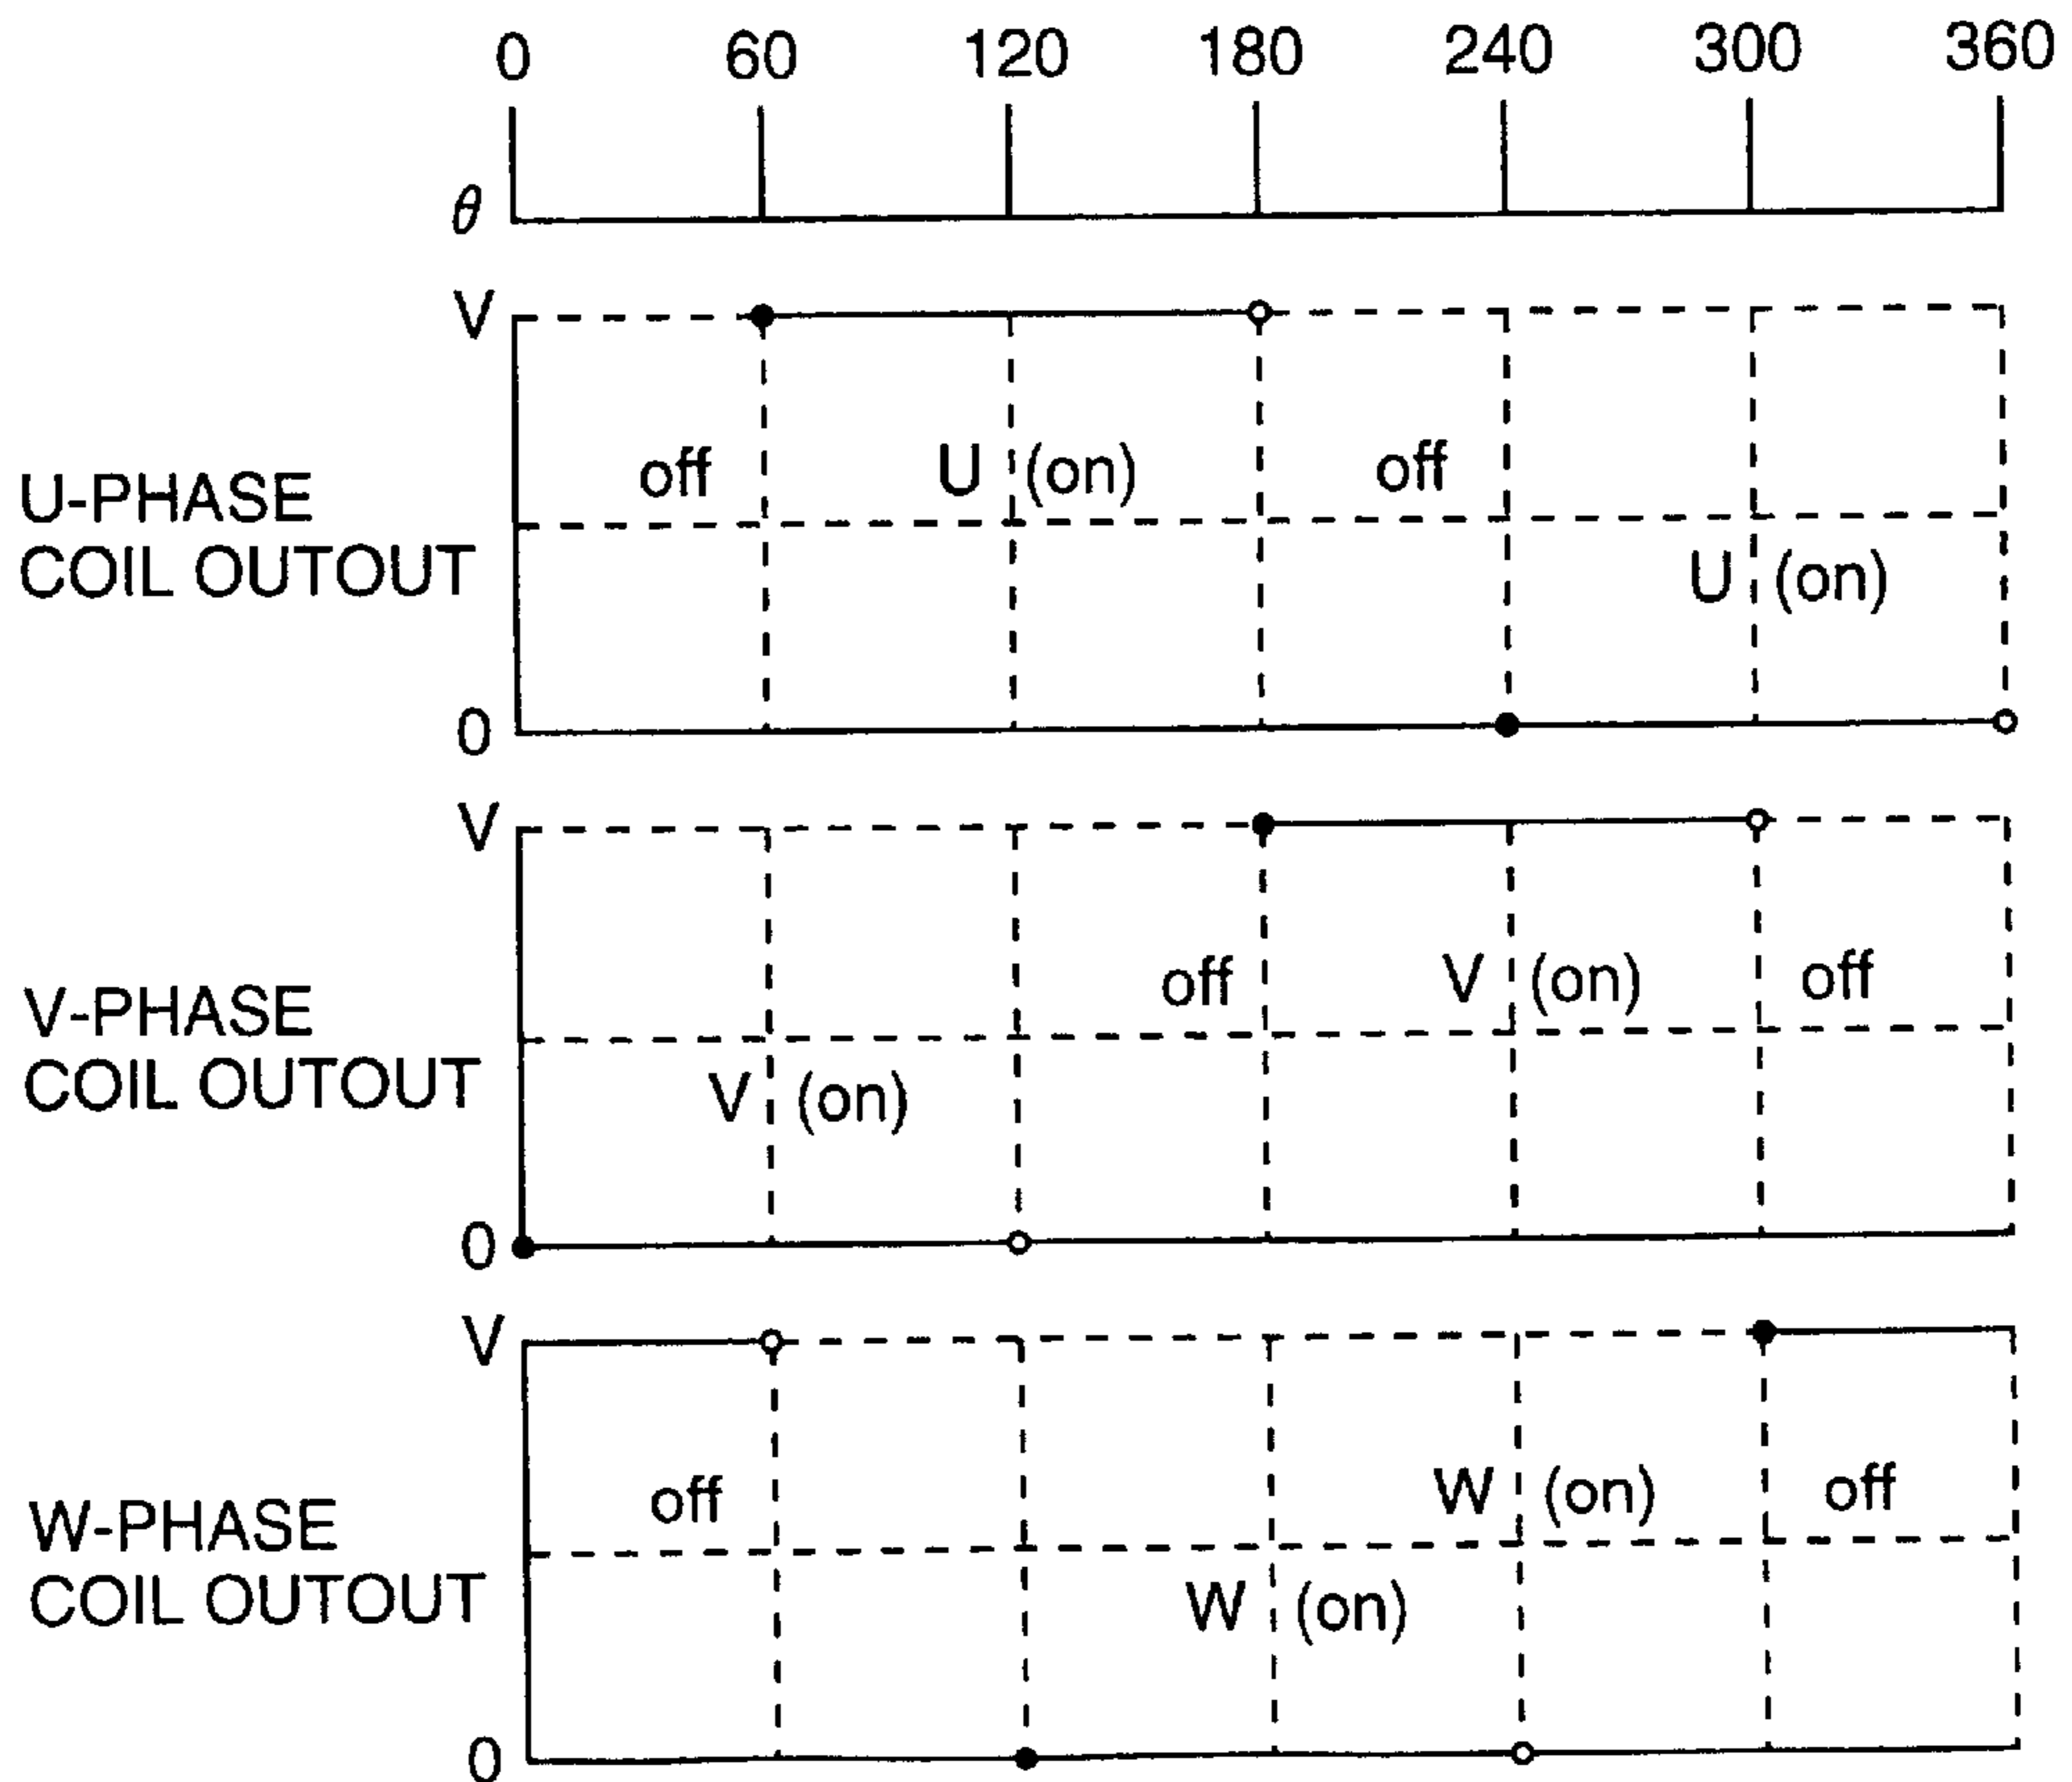 0 60 120 180 240 300 360
θ
V
off U (on) off
U-PHASE
COIL OUTOUT
U (on)
0
V
off V (on) off
V-PHASE
COIL OUTOUT
V (on)
0
V
off W (on) off
W-PHASE
COIL OUTOUT
W (on)
0